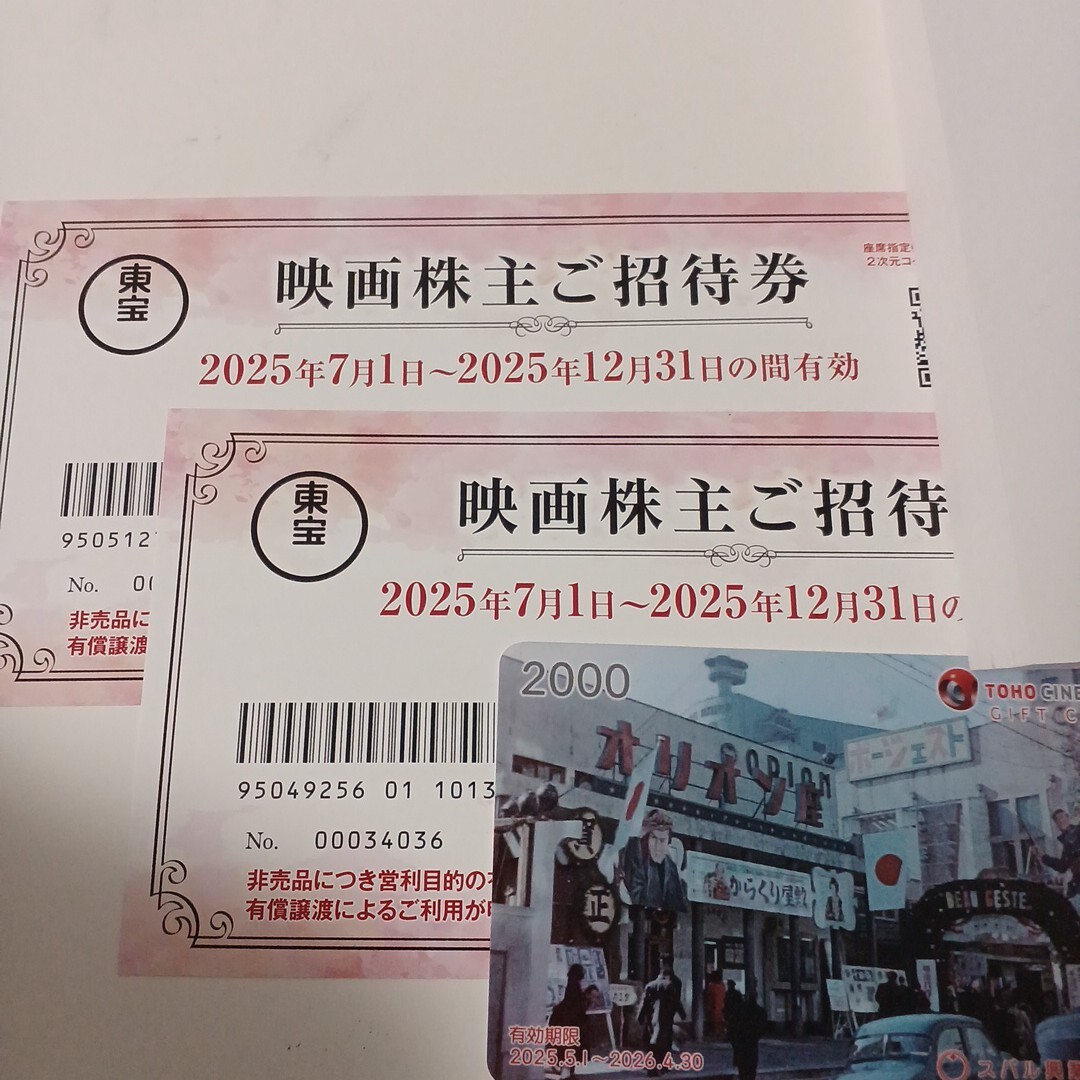 東宝
映画株主ご招待券
座席指定
2次元コー
2025年7月1日～2025年12月31日の間有効
95051
No. 00
非売品に
有償譲渡
東宝
映画株主ご招待
2025年7月1日～2025年12月31日の
95049256 01 1013
No. 00034036
非売品につき営利目的の
有償譲渡によるご利用が
2000
TOHO CINE
GIFT C
オリオン座
ORION
ボージェスト
からくり屋敷
BEAU GESTE
有効期限
2025.5.1～2026.4.30
スバル興業